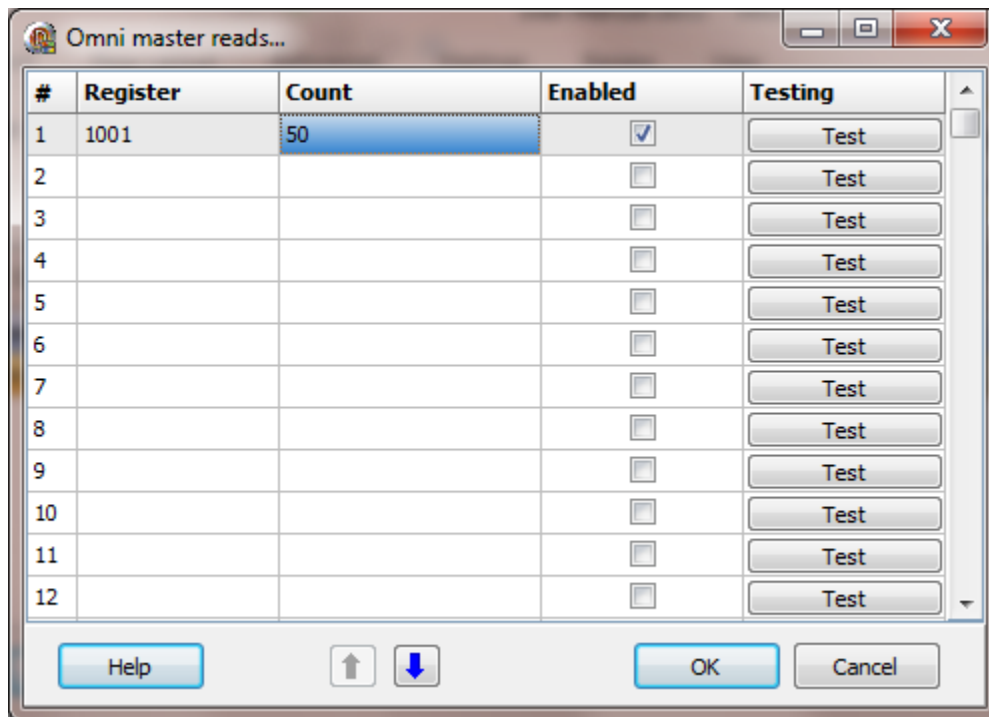 Omni master reads...
# Register Count Enabled Testing
1 1001 50 Test
2 Test
3 Test
4 Test
5 Test
6 Test
7 Test
8 Test
9 Test
10 Test
11 Test
12 Test
Help OK Cancel